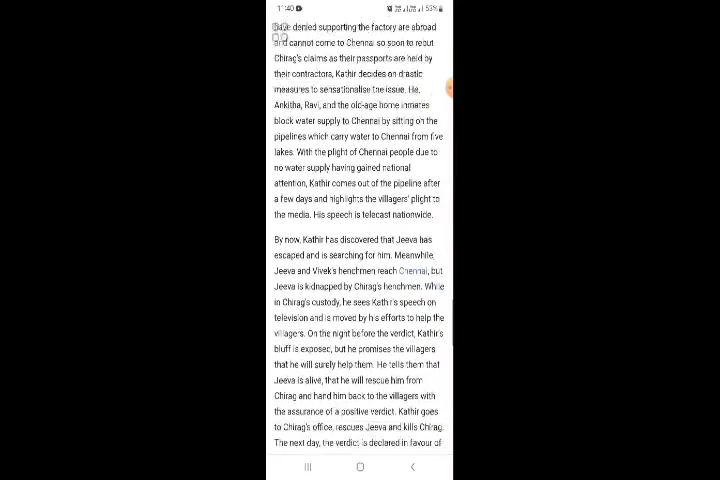 11:40
53%
have denied supporting the factory are abroad
and cannot come to Chennai so soon to rebut
Chirag's claims as their passports are held by
their contractors, Kathir decides on drastic
measures to sensationalise the issue. He,
Ankitha, Ravi, and the old-age home inmates
block water supply to Chennai by sitting on the
pipelines which carry water to Chennai from five
lakes. With the plight of Chennai people due to
no water supply having gained national
attention, Kathir comes out of the pipeline after
a few days and highlights the villagers' plight to
the media. His speech is telecast nationwide.
By now, Kathir has discovered that Jeeva has
escaped and is searching for him. Meanwhile,
Jeeva and Vivek's henchmen reach Chennai, but
Jeeva is kidnapped by Chirag's henchmen. While
in Chirag's custody, he sees Kathir's speech on
television and is moved by his efforts to help the
villagers. On the night before the verdict, Kathir's
bluff is exposed, but he promises the villagers
that he will surely help them. He tells them that
Jeeva is alive, that he will rescue him from
Chirag and hand him back to the villagers with
the assurance of a positive verdict. Kathir goes
to Chirag's office, rescues Jeeva and kills Chirag.
The next day, the verdict is declared in favour of